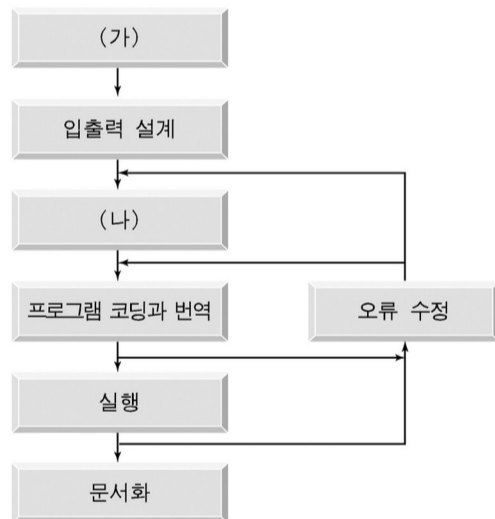 (가)
입출력 설계
(나)
프로그램 코딩과 번역
오류 수정
실행
문서화